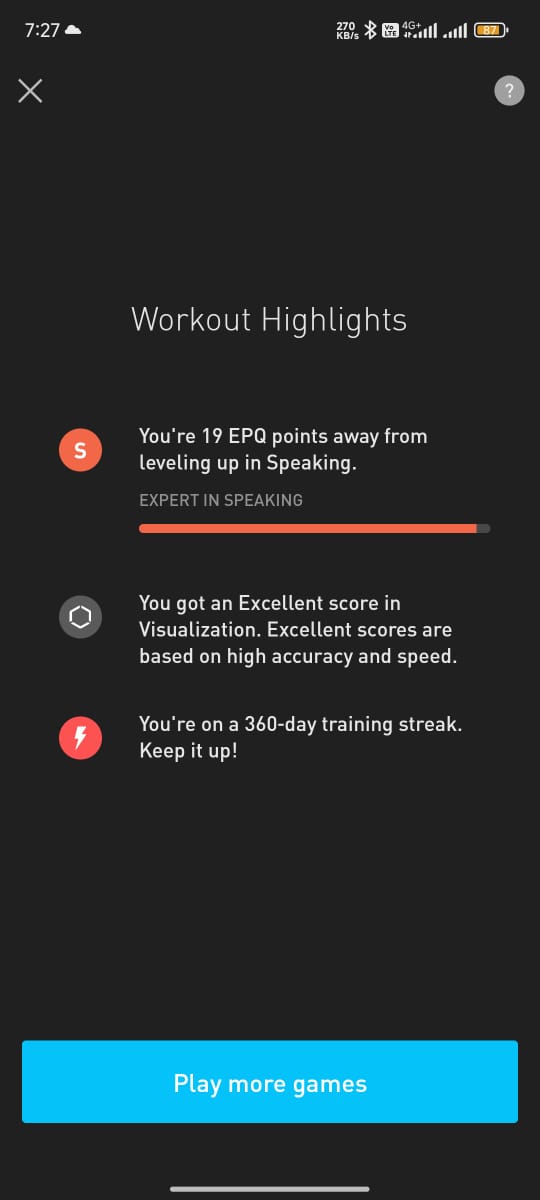 7:27
270
KB/s
Vo
LTE
4G+
87
?
Workout Highlights
S
You're 19 EPQ points away from
leveling up in Speaking.
EXPERT IN SPEAKING
You got an Excellent score in
Visualization. Excellent scores are
based on high accuracy and speed.
You're on a 360-day training streak.
Keep it up!
Play more games